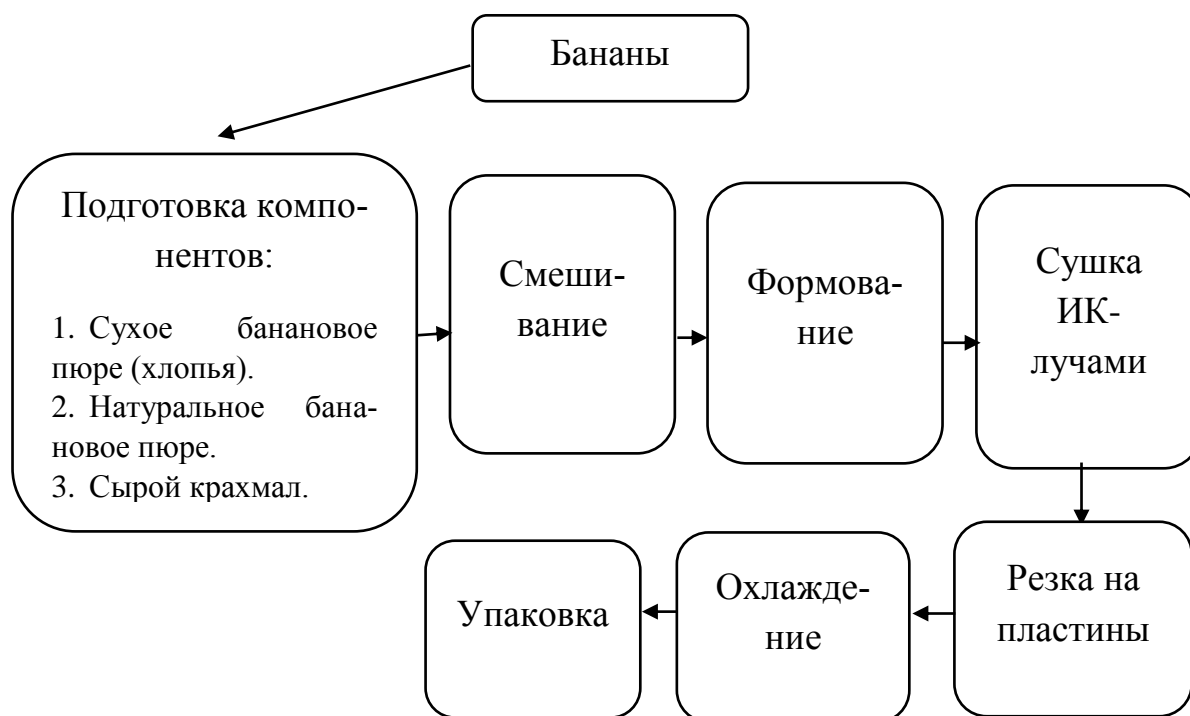 Бананы
Подготовка компо-
нентов:
1. Сухое банановое
пюре (хлопья).
2. Натуральное бана-
новое пюре.
3. Сырой крахмал.
Смеши-
вание
Формова-
ние
Сушка
ИК-
лучами
Резка на
пластины
Охлажде-
ние
Упаковка